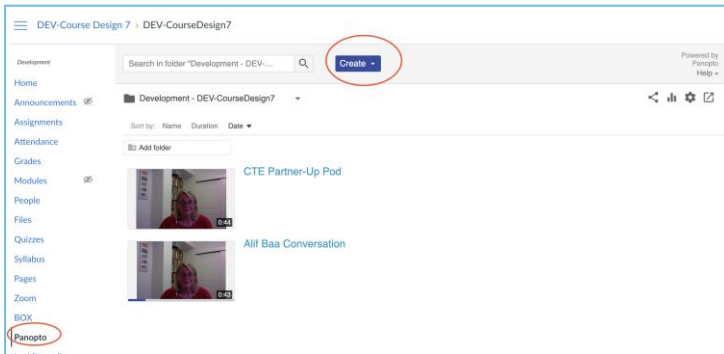 DEV-Course Design 7 › DEV-CourseDesign7
Development
Home
Announcements
Assignments
Attendance
Grades
Modules
People
Files
Quizzes
Syllabus
Pages
Zoom
BOX
Panopto
Search in folder "Development - DEV-...
Create
Powered by
Panopto
Help
Development - DEV-CourseDesign7
Sort by: Name Duration Date
Add folder
CTE Partner-Up Pod
0:44
Alif Baa Conversation
0:43